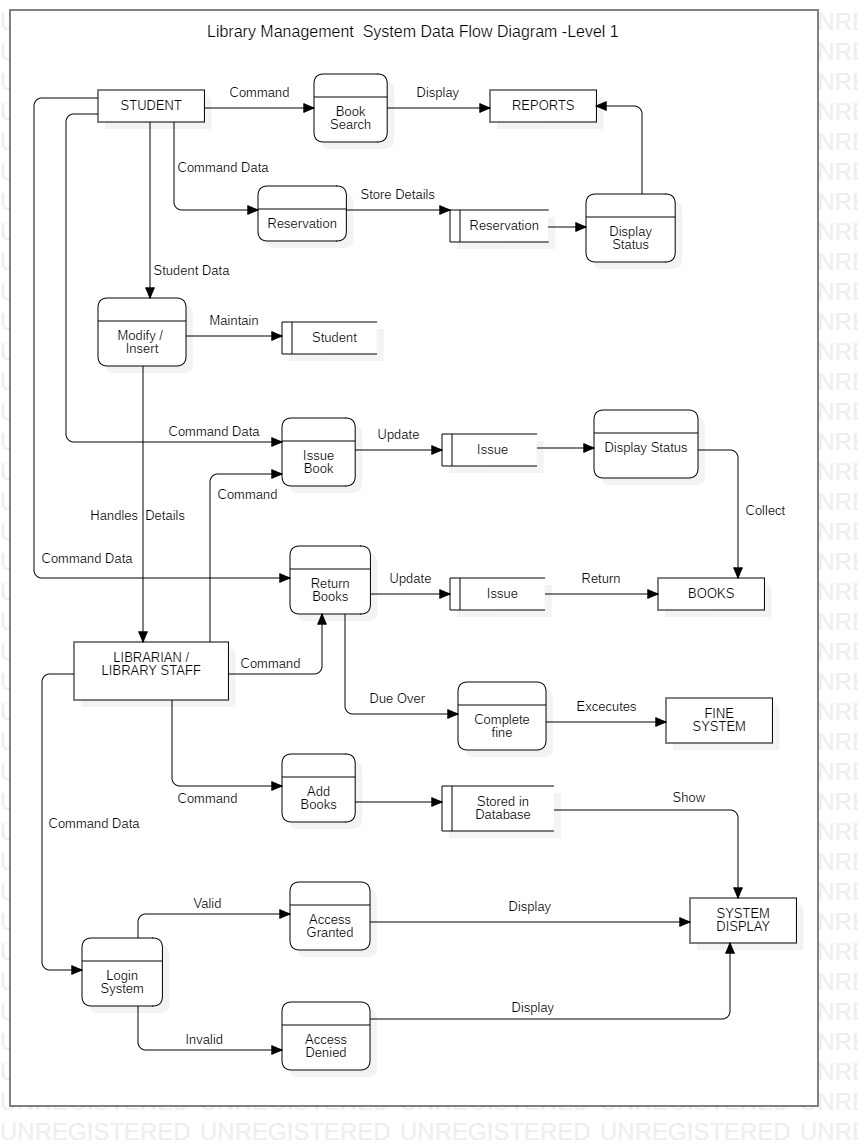 Library Management  System Data Flow Diagram -Level 1
STUDENT
Command
Book
Search
Display
REPORTS
Command Data
Reservation
Store Details
Reservation
Display
Status
Student Data
Modify /
Insert
Maintain
Student
Command Data
Issue
Book
Update
Issue
Display Status
Command
Collect
Handles  Details
Command Data
Return
Books
Update
Issue
Return
BOOKS
LIBRARIAN /
LIBRARY STAFF
Command
Due Over
Complete
fine
Excecutes
FINE
SYSTEM
Command
Add
Books
Stored in
Database
Show
Command Data
Valid
Access
Granted
Display
SYSTEM
DISPLAY
Login
System
Invalid
Access
Denied
Display
UNREGISTERED UNREGISTERED UNREGISTERED UNREGISTERED